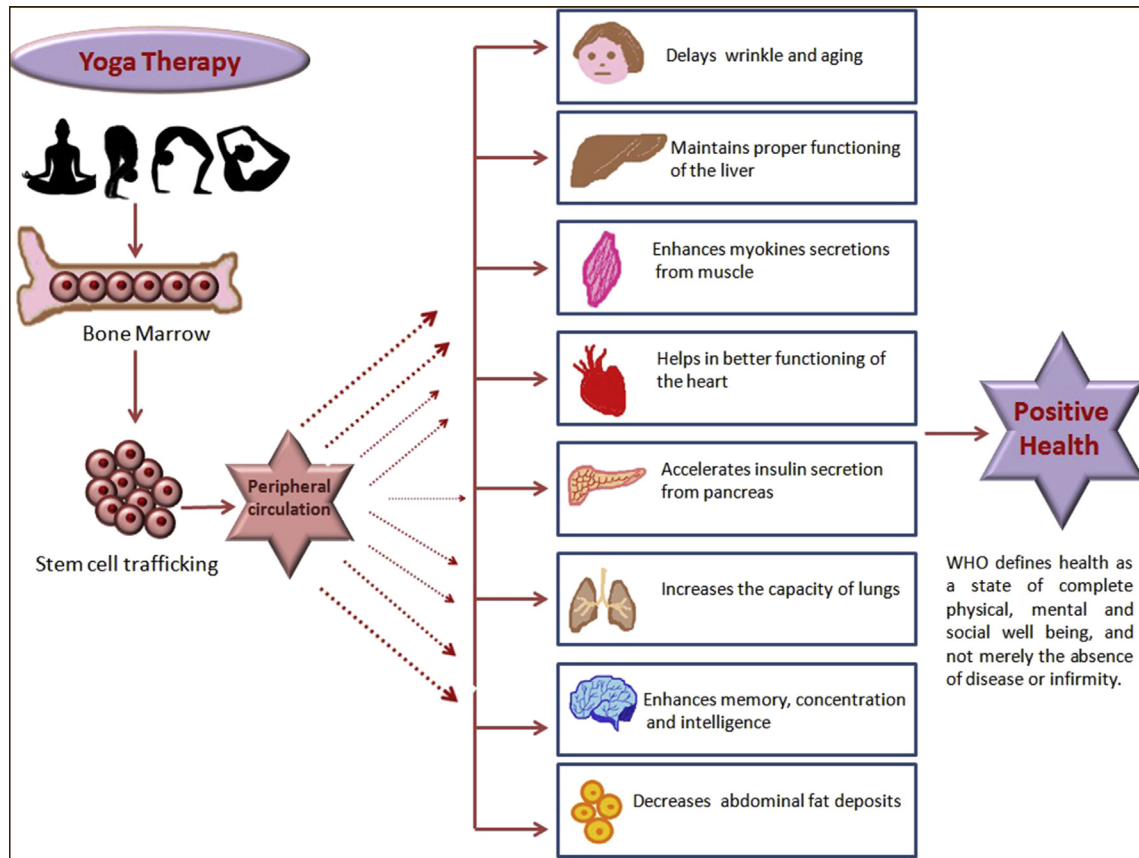 Yoga Therapy
Bone Marrow
Stem cell trafficking
Peripheral
circulation
Delays wrinkle and aging
Maintains proper functioning
of the liver
Enhances myokines secretions
from muscle
Helps in better functioning of
the heart
Accelerates insulin secretion
from pancreas
Increases the capacity of lungs
Enhances memory, concentration
and intelligence
Decreases abdominal fat deposits
Positive
Health
WHO defines health as
a state of complete
physical, mental and
social well being, and
not merely the absence
of disease or infirmity.